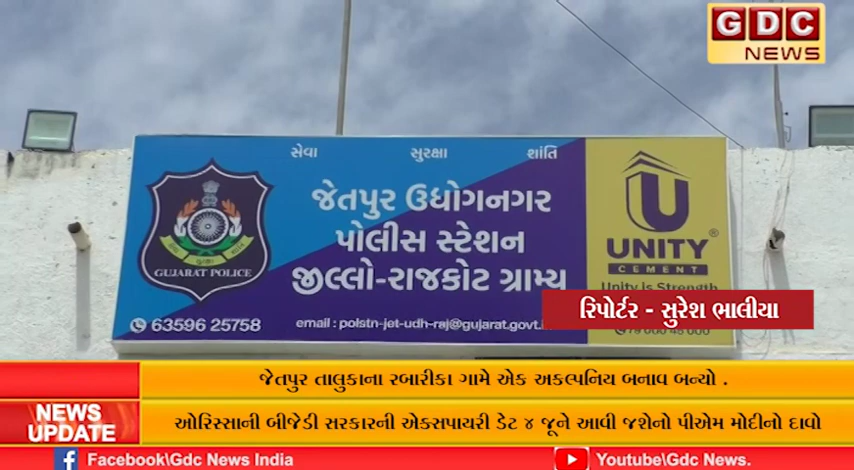 GDC
NEWS
સેવા સુરક્ષા શાંતિ
જેતપુર ઉધોગનગર
પોલીસ સ્ટેશન
જીલ્લો-રાજકોટ ગ્રામ્ય
GUJARAT POLICE
63596 25758
email : polstn-jet-udh-raj@gujarat.govt.i
UNITY
CEMENT
Unity is Strength
રિપોર્ટર - સુરેશ ભાલીયા
જેતપુર તાલુકાના રબારીકા ગામે એક અકલ્પનિય બનાવ બન્યો .
NEWS
UPDATE
ઓરિસ્સાની બીજેડી સરકારની એક્સપાયરી ડેટ ૪ જૂને આવી જશેનો પીએમ મોદીનો દાવો
Facebook\Gdc News India
Youtube\Gdc News.